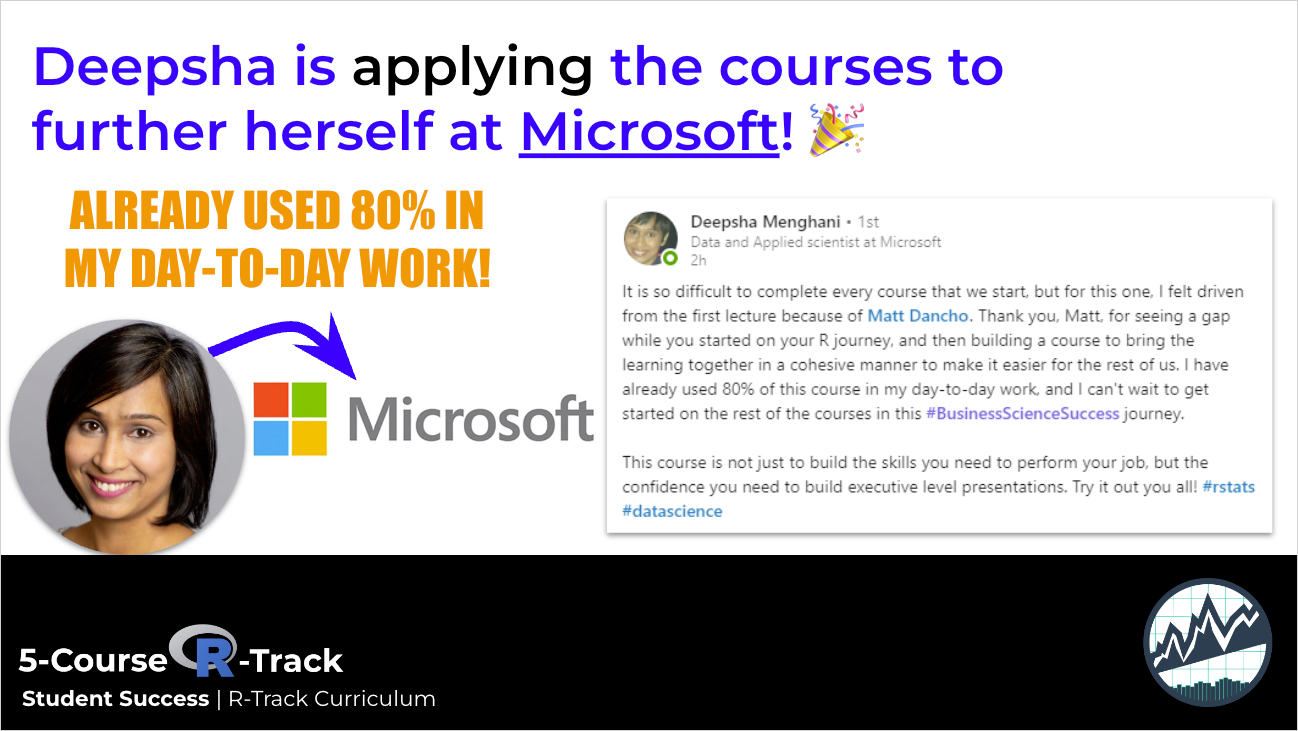 Deepsha is applying the courses to
further herself at Microsoft! 🎉
ALREADY USED 80% IN
MY DAY-TO-DAY WORK!
Microsoft
Deepsha Menghani • 1st
Data and Applied scientist at Microsoft
2h
It is so difficult to complete every course that we start, but for this one, I felt driven
from the first lecture because of Matt Dancho. Thank you, Matt, for seeing a gap
while you started on your R journey, and then building a course to bring the
learning together in a cohesive manner to make it easier for the rest of us. I have
already used 80% of this course in my day-to-day work, and I can't wait to get
started on the rest of the courses in this #BusinessScienceSuccess journey.
This course is not just to build the skills you need to perform your job, but the
confidence you need to build executive level presentations. Try it out you all! #rstats
#datascience
5-Course R-Track
Student Success | R-Track Curriculum